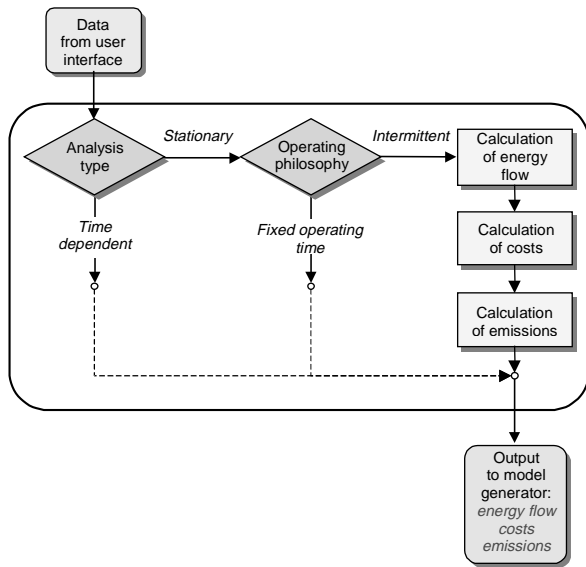 Data
from user
interface
Analysis
type
Stationary
Operating
philosophy
Intermittent
Calculation
of energy
flow
Time
dependent
Fixed operating
time
Calculation
of costs
Calculation
of emissions
Output
to model
generator:
energy flow
costs
emissions